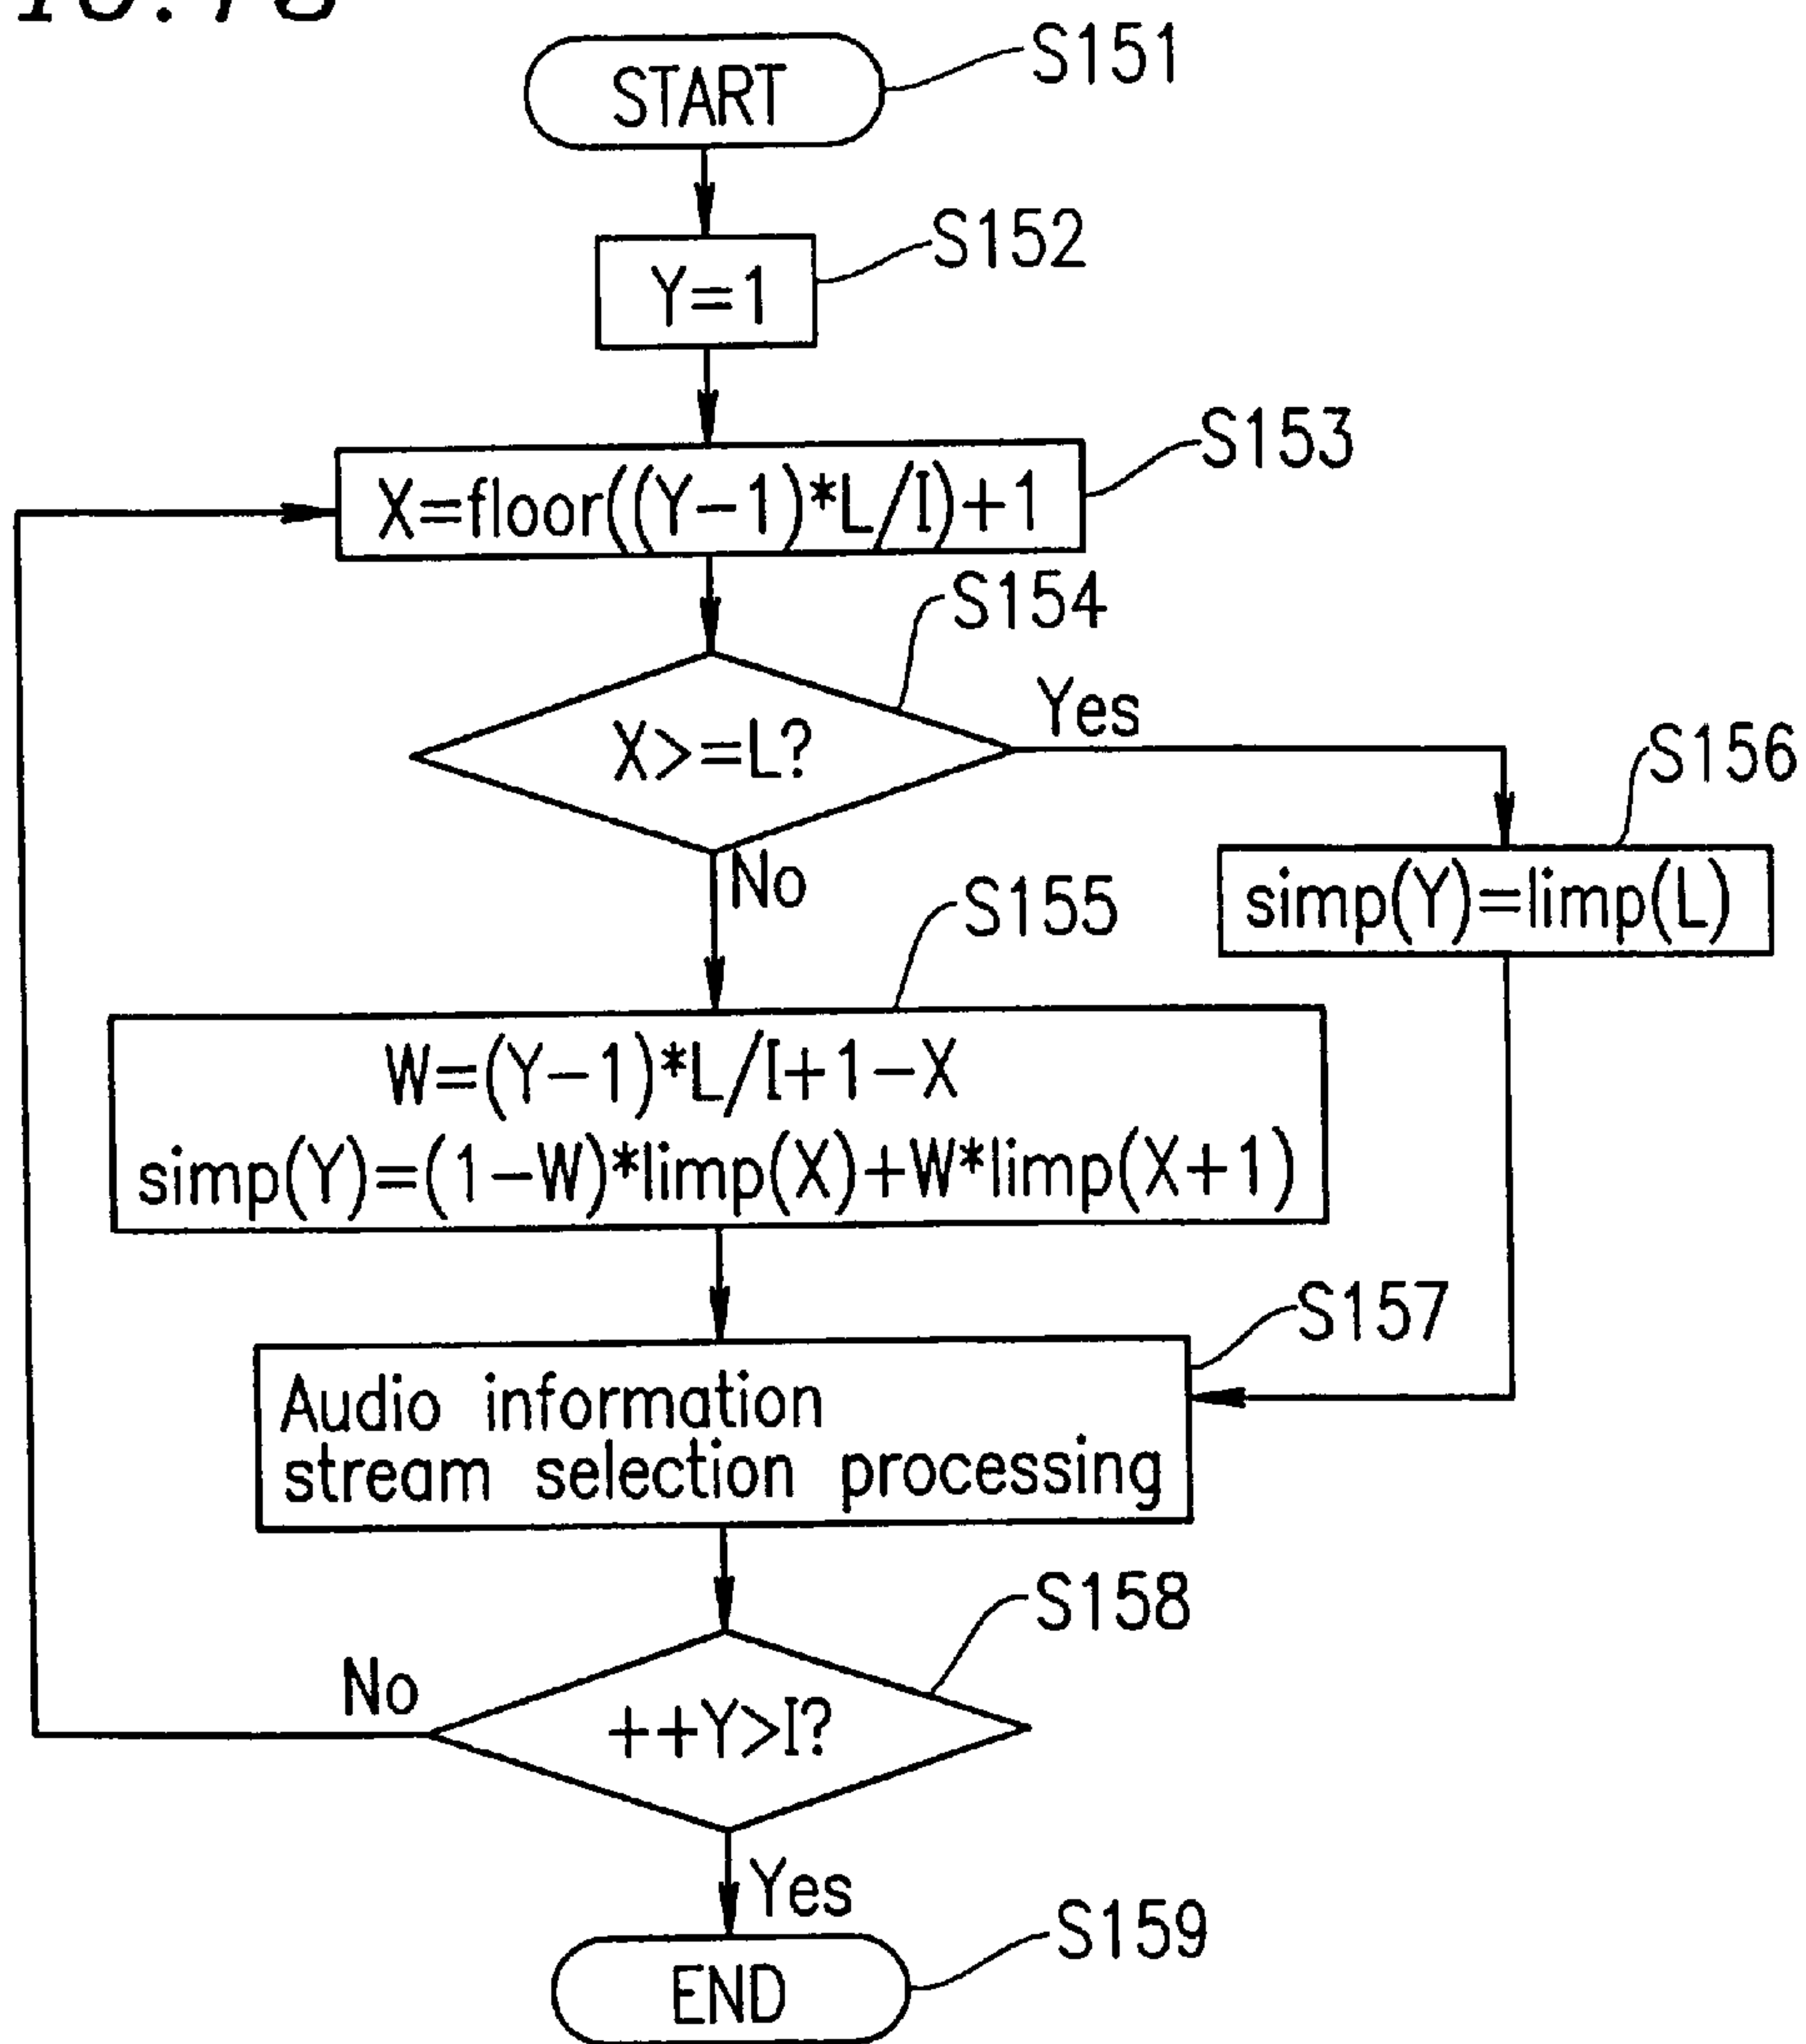 START
S151
Y=1
S152
X=floor((Y-1)*L/I)+1
S153
X>=L?
S154
Yes
No
simp(Y)=limp(L)
S156
W=(Y-1)*L/I+1-X
simp(Y)=(1-W)*limp(X)+W*limp(X+1)
S155
Audio information
stream selection processing
S157
++Y>I?
S158
No
Yes
END
S159